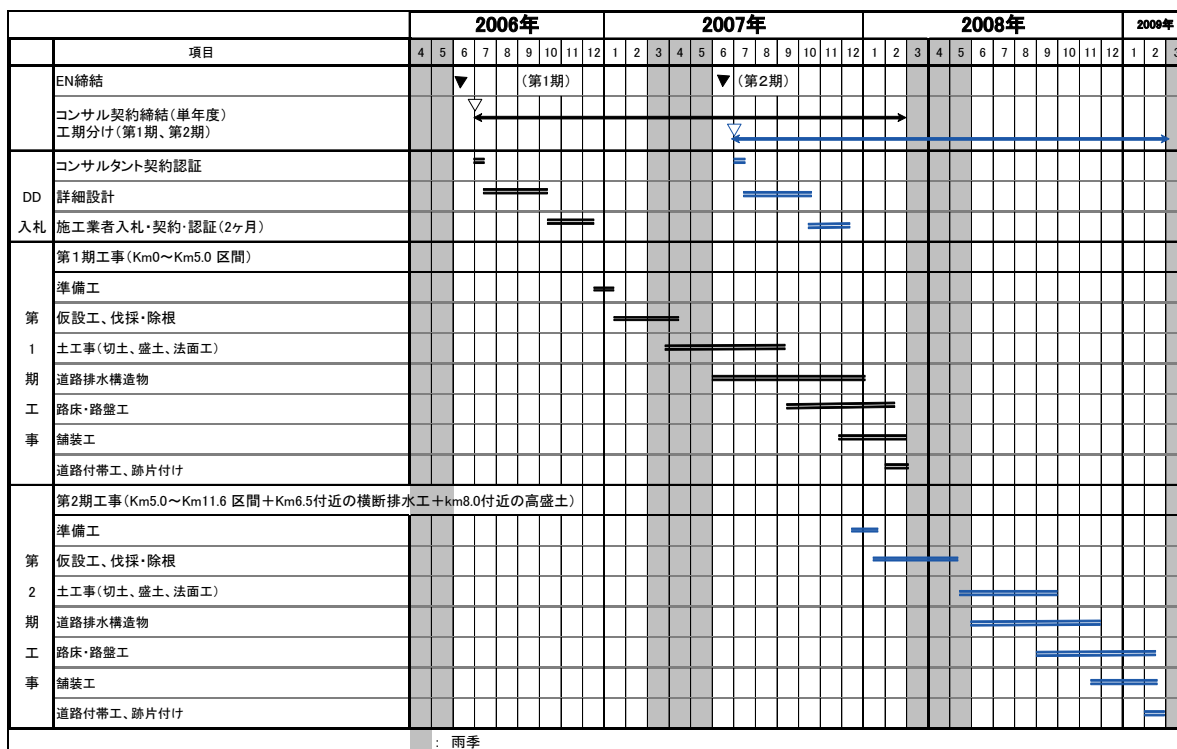 2006年 2007年 2008年 2009年
項目 4 5 6 7 8 9 10 11 12 1 2 3 4 5 6 7 8 9 10 11 12 1 2 3 4 5 6 7 8 9 10 11 12 1 2 3
EN締結 ▼ (第1期) ▼ (第2期)
コンサル契約締結(単年度)
工期分け(第1期、第2期)
コンサルタント契約認証
DD 詳細設計
入札 施工業者入札・契約・認証(2ヶ月)
第1期工事(Km0～Km5.0 区間)
準備工
第 仮設工、伐採・除根
1 土工事(切土、盛土、法面工)
期 道路排水構造物
工 路床・路盤工
事 舗装工
道路付帯工、跡片付け
第2期工事(Km5.0～Km11.6 区間＋Km6.5付近の横断排水工＋km8.0付近の高盛土)
準備工
第 仮設工、伐採・除根
2 土工事(切土、盛土、法面工)
期 道路排水構造物
工 路床・路盤工
事 舗装工
道路付帯工、跡片付け
： 雨季